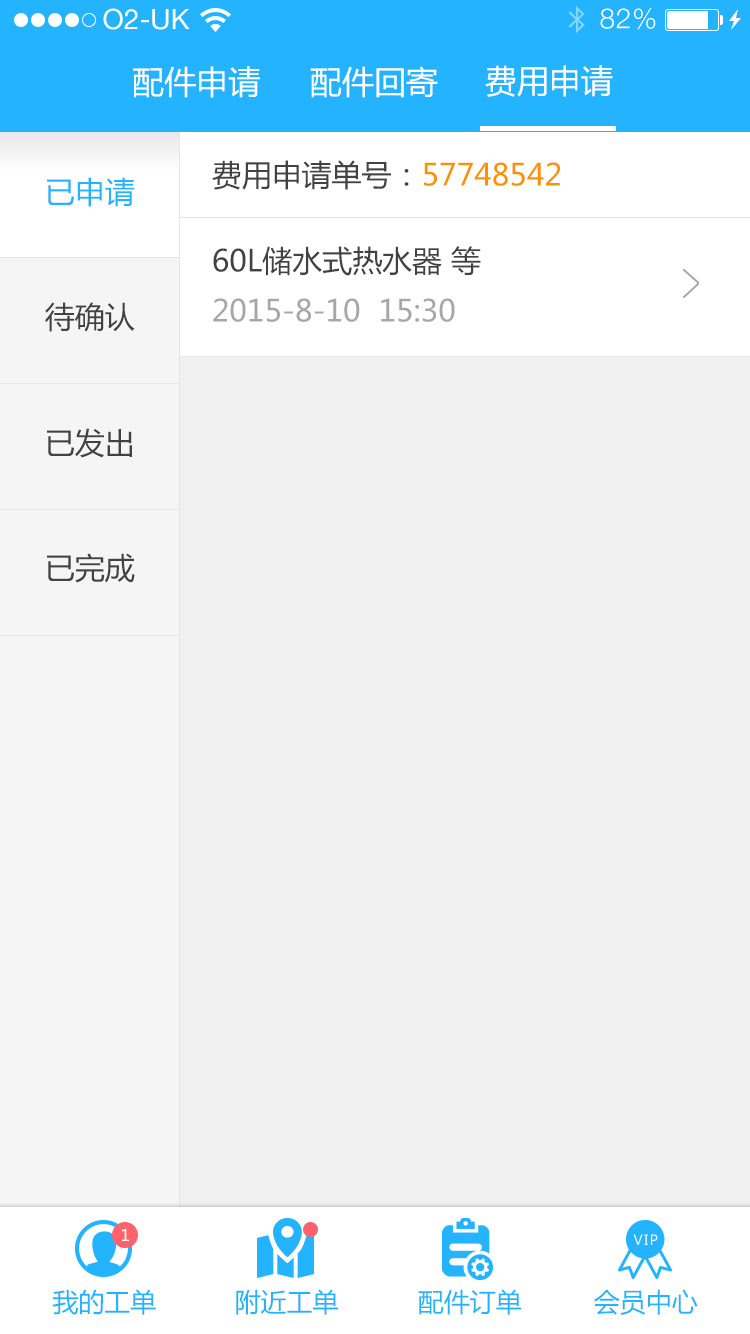 O2-UK 82%
配件申请 配件回寄 费用申请
已申请
费用申请单号：57748542
60L储水式热水器 等
2015-8-10 15:30
待确认
已发出
已完成
1
VIP
我的工单 附近工单 配件订单 会员中心